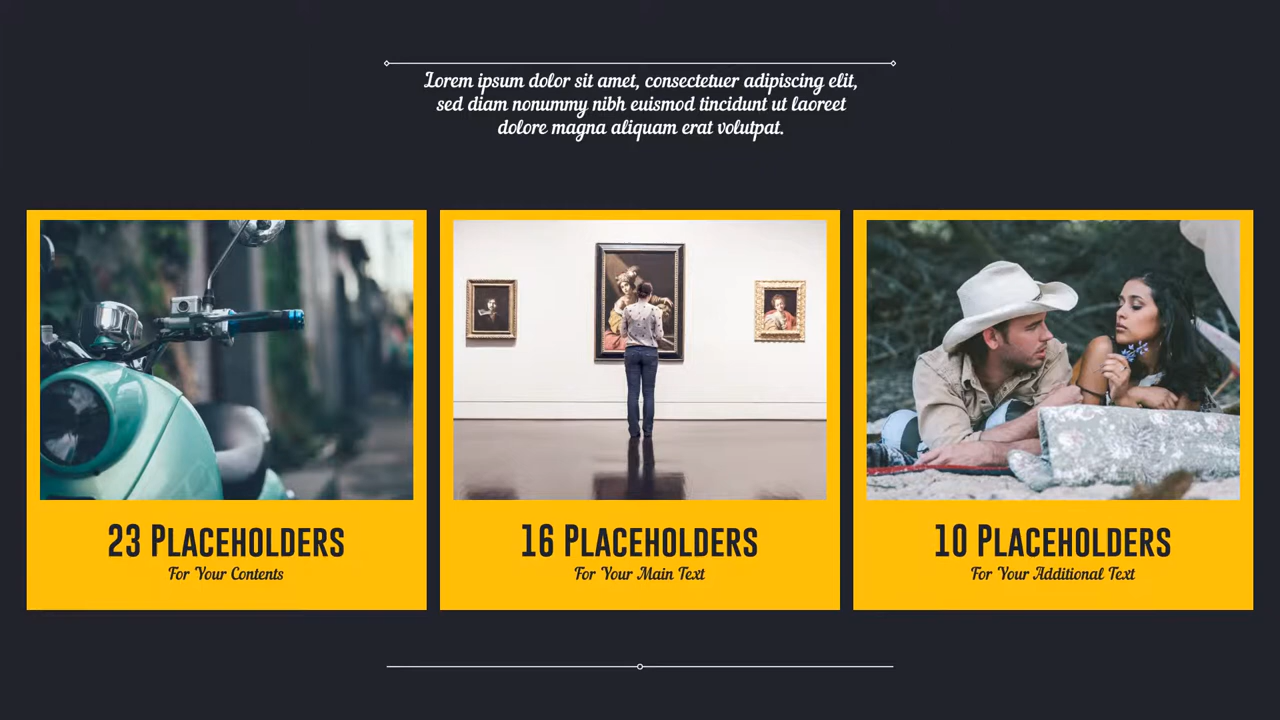 Lorem ipsum dolor sit amet, consectetuer adipiscing elit,
sed diam nonummy nibh euismod tincidunt ut laoreet
dolore magna aliquam erat volutpat.
23 Placeholders
For Your Contents
16 Placeholders
For Your Main Text
10 Placeholders
For Your Additional Text